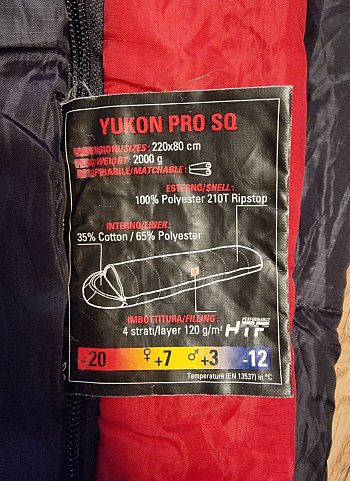 YUKON PRO SQ
DIMENSIONI/SIZES: 220x80 cm
PESO/WEIGHT: 2000 g
ACCOPPIABILE/MATCHABLE:
ESTERNO/SHELL:
100% Polyester 210T Ripstop
INTERNO/LINER:
35% Cotton / 65% Polyester
IMBOTTITURA/FILLING:
4 strati/layer 120 g/m²
PERFORMANCE
HTF
+20 ♀+7 ♂+3 -12
Temperature (EN 13537) in °C